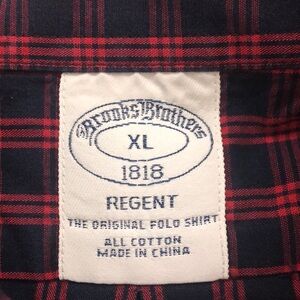 Brooks Brothers
XL
1818
REGENT
THE ORIGINAL POLO SHIRT
ALL COTTON
MADE IN CHINA